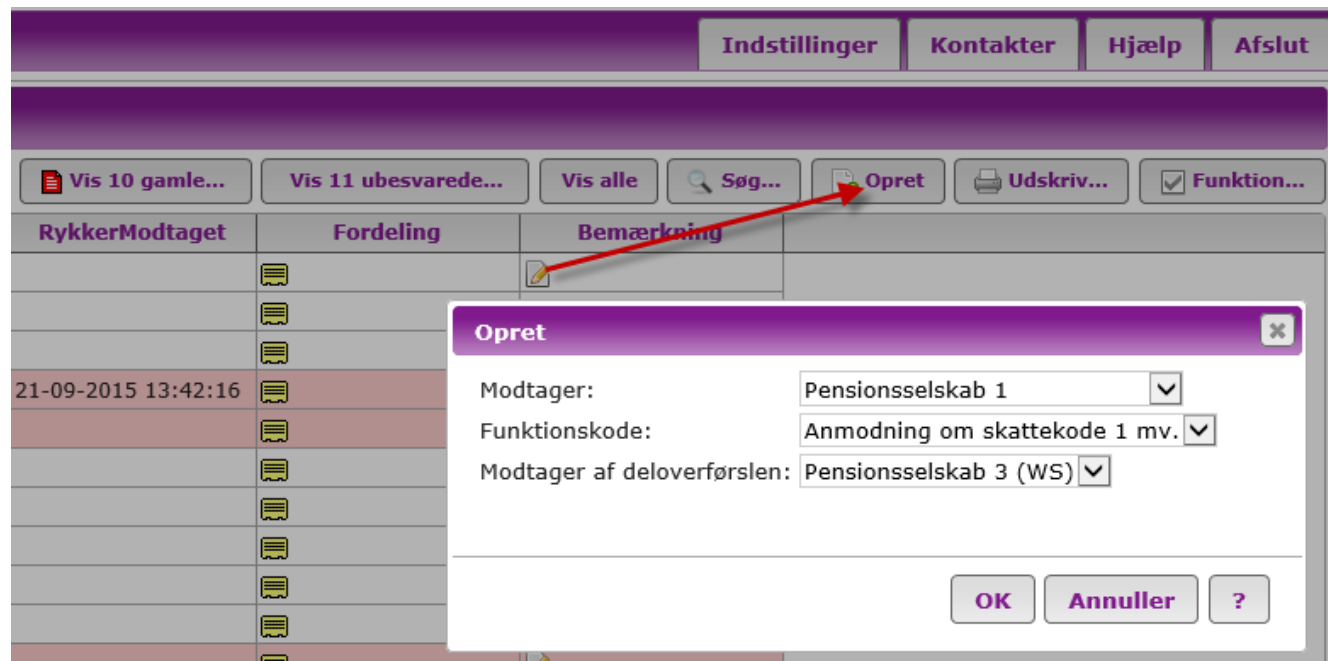 Indstillinger Kontakter Hjælp Afslut
Vis 10 gamle... Vis 11 ubesvarede... Vis alle Søg... Opret Udskriv... Funktion...
RykkerModtaget Fordeling Bemærkning
Opret
21-09-2015 13:42:16
Modtager: Pensionsselskab 1
Funktionskode: Anmodning om skattekode 1 mv.
Modtager af deloverførslen: Pensionsselskab 3 (WS)
OK Annuller ?